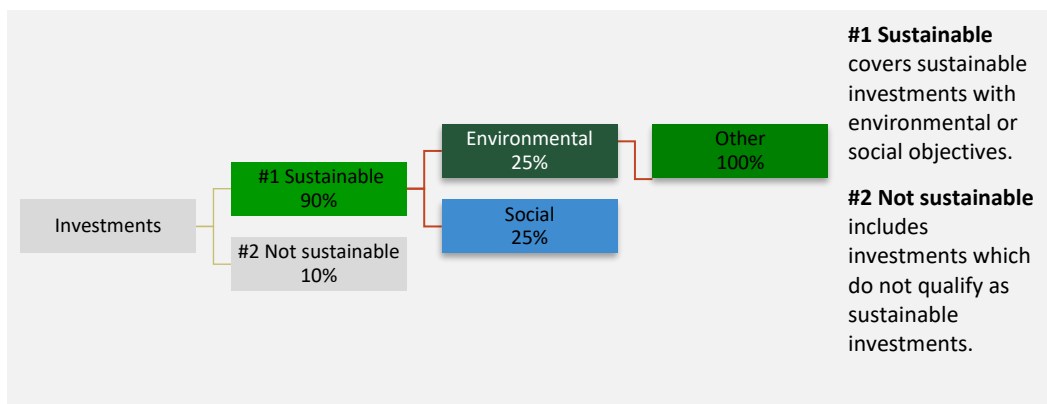 Investments
#1 Sustainable
90%
#2 Not sustainable
10%
Environmental
25%
Social
25%
Other
100%
#1 Sustainable
covers sustainable
investments with
environmental or
social objectives.
#2 Not sustainable
includes
investments which
do not qualify as
sustainable
investments.